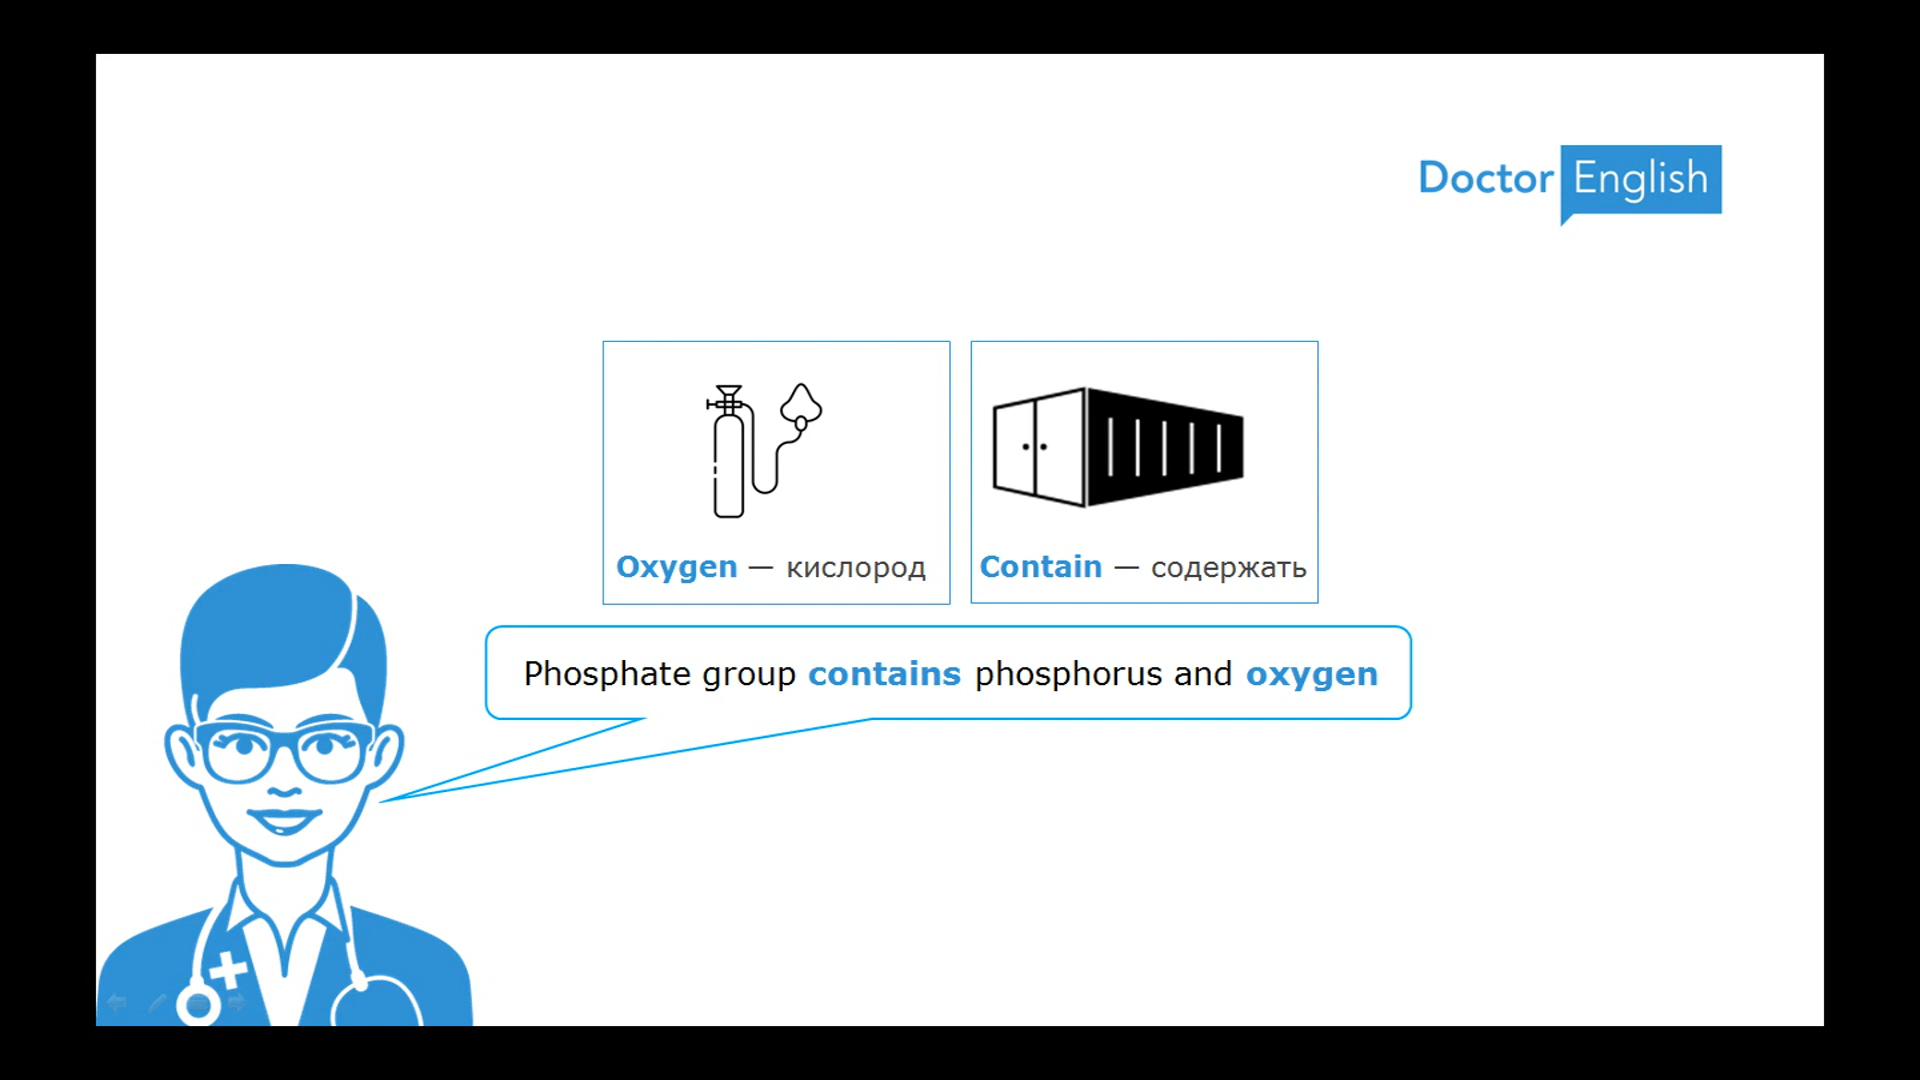 Doctor English
Oxygen — кислород
Contain — содержать
Phosphate group contains phosphorus and oxygen